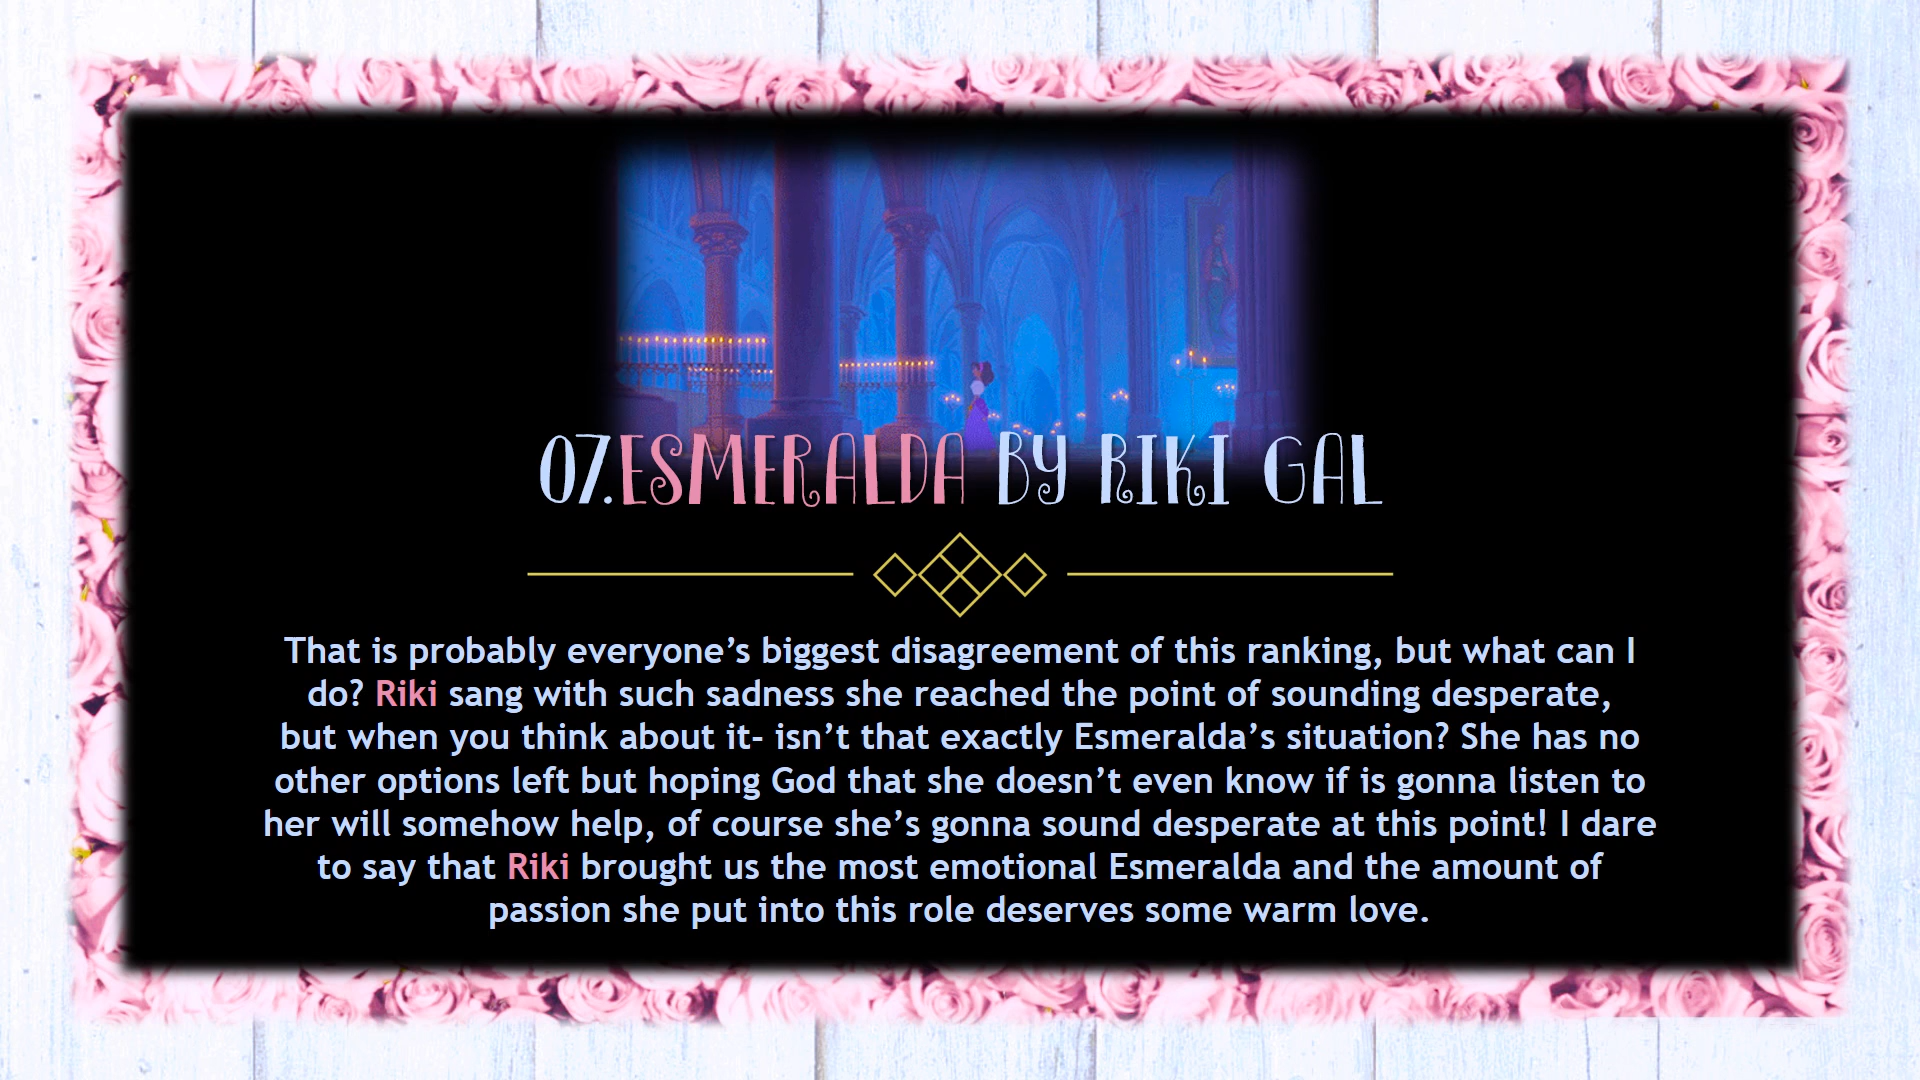 07.ESMERALDA BY RIKI GAL
That is probably everyone’s biggest disagreement of this ranking, but what can I
do? Riki sang with such sadness she reached the point of sounding desperate,
but when you think about it- isn’t that exactly Esmeralda’s situation? She has no
other options left but hoping God that she doesn’t even know if is gonna listen to
her will somehow help, of course she’s gonna sound desperate at this point! I dare
to say that Riki brought us the most emotional Esmeralda and the amount of
passion she put into this role deserves some warm love.